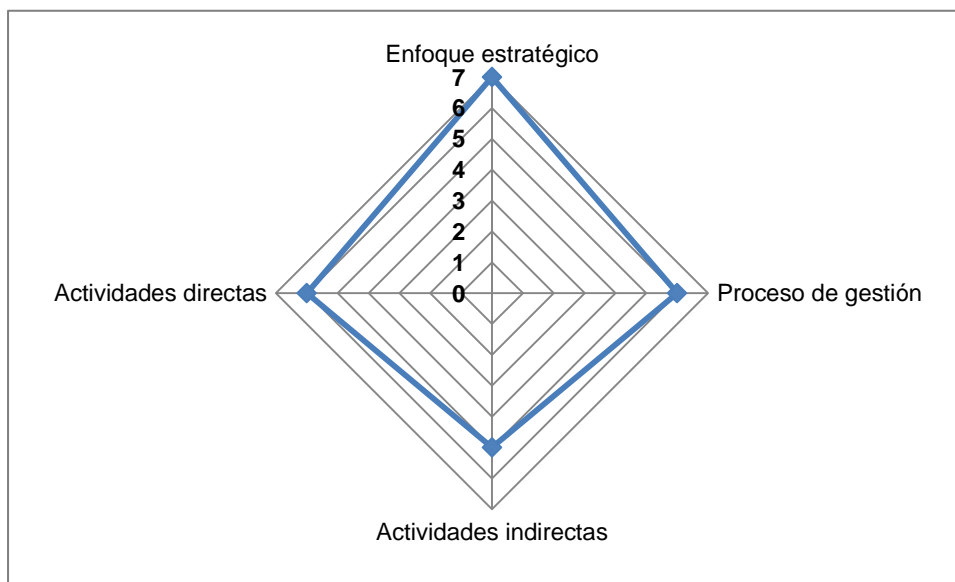 Enfoque estratégico
7
6
5
4
3
2
1
0
Actividades directas
Proceso de gestión
Actividades indirectas